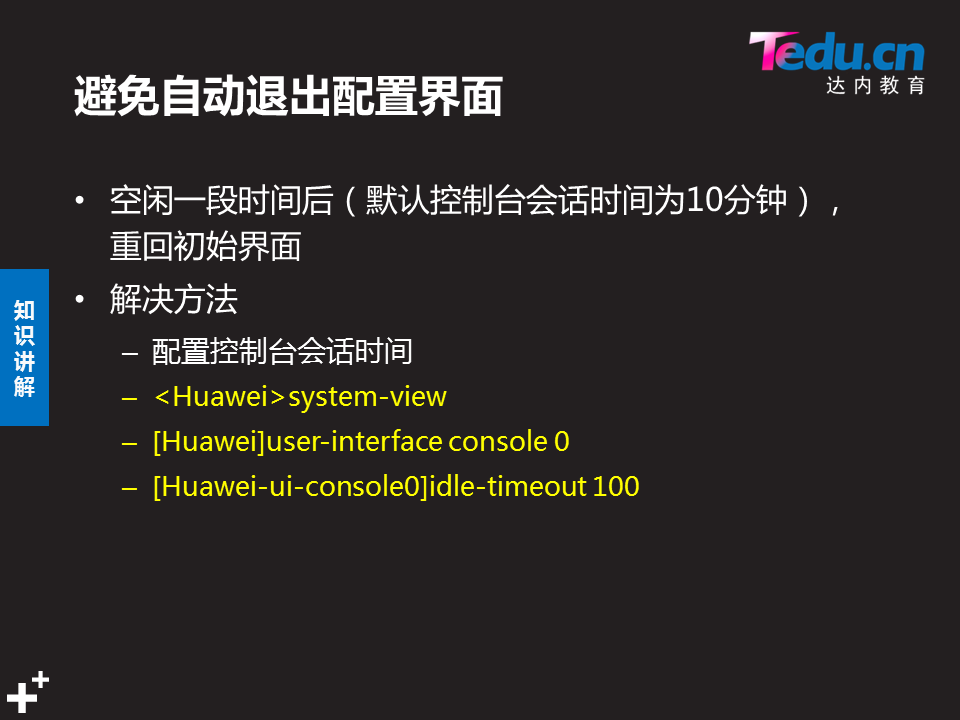 Tedu.cn
达内教育
避免自动退出配置界面
• 空闲一段时间后（默认控制台会话时间为10分钟），
重回初始界面
• 解决方法
– 配置控制台会话时间
– <Huawei>system-view
– [Huawei]user-interface console 0
– [Huawei-ui-console0]idle-timeout 100
知
识
讲
解